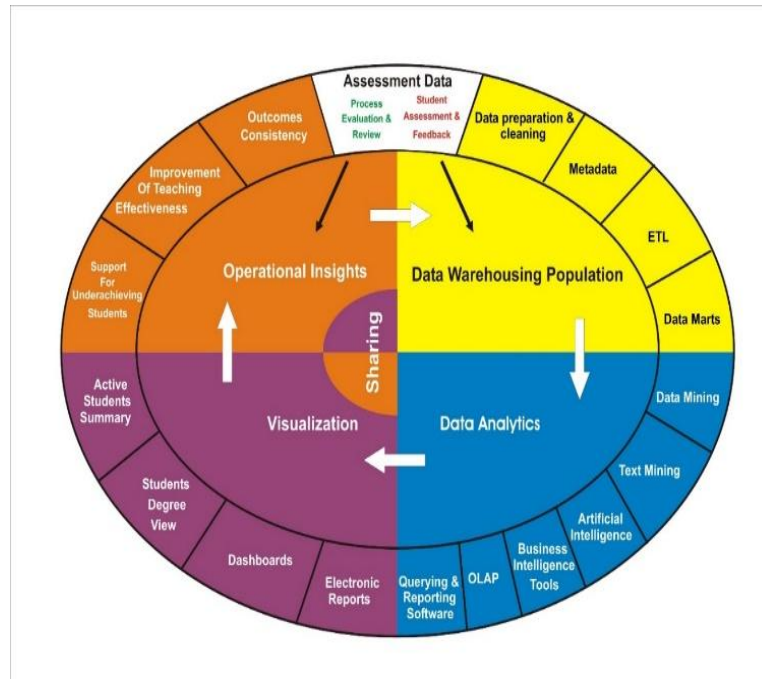 Assessment Data
Process
Evaluation &
Review
Student
Assessment &
Feedback
Outcomes
Consistency
Improvement
Of Teaching
Effectiveness
Support
For
Underachieving
Students
Data preparation &
cleaning
Metadata
ETL
Data Marts
Operational Insights
Data Warehousing Population
Sharing
Visualization
Data Analytics
Active
Students
Summary
Students
Degree
View
Dashboards
Electronic
Reports
Querying &
Reporting
Software
OLAP
Business
Intelligence
Tools
Artificial
Intelligence
Text Mining
Data Mining